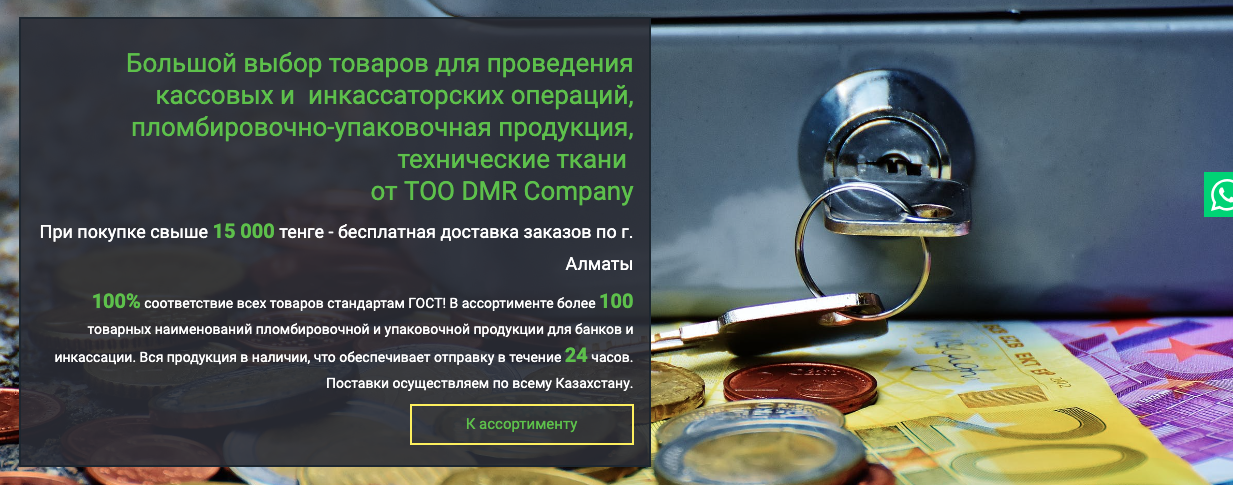 Большой выбор товаров для проведения
кассовых и  инкассаторских операций,
пломбировочно-упаковочная продукция,
технические ткани
от ТОО DMR Company
При покупке свыше 15 000 тенге - бесплатная доставка заказов по г.
Алматы
100% соответствие всех товаров стандартам ГОСТ! В ассортименте более 100
товарных наименований пломбировочной и упаковочной продукции для банков и
инкассации. Вся продукция в наличии, что обеспечивает отправку в течение 24 часов.
Поставки осуществляем по всему Казахстану.
К ассортименту